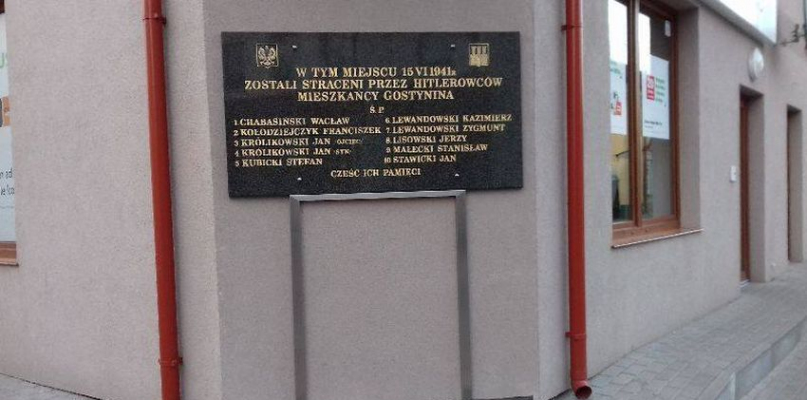 W TYM MIEJSCU 15 VI 1941R.
ZOSTALI STRACENI PRZEZ HITLEROWCÓW
MIESZKAŃCY GOSTYNINA
Ś.P.
1 CHABASIŃSKI WACŁAW
2 KOŁODZIEJCZYK FRANCISZEK
3 KRÓLIKOWSKI JAN (OJCIEC)
4 KRÓLIKOWSKI JAN (SYN)
5 KUBICKI STEFAN
6 LEWANDOWSKI KAZIMIERZ
7 LEWANDOWSKI ZYGMUNT
8 LISOWSKI JERZY
9 MAŁECKI STANISŁAW
10 STAWICKI JAN
CZEŚĆ ICH PAMIĘCI